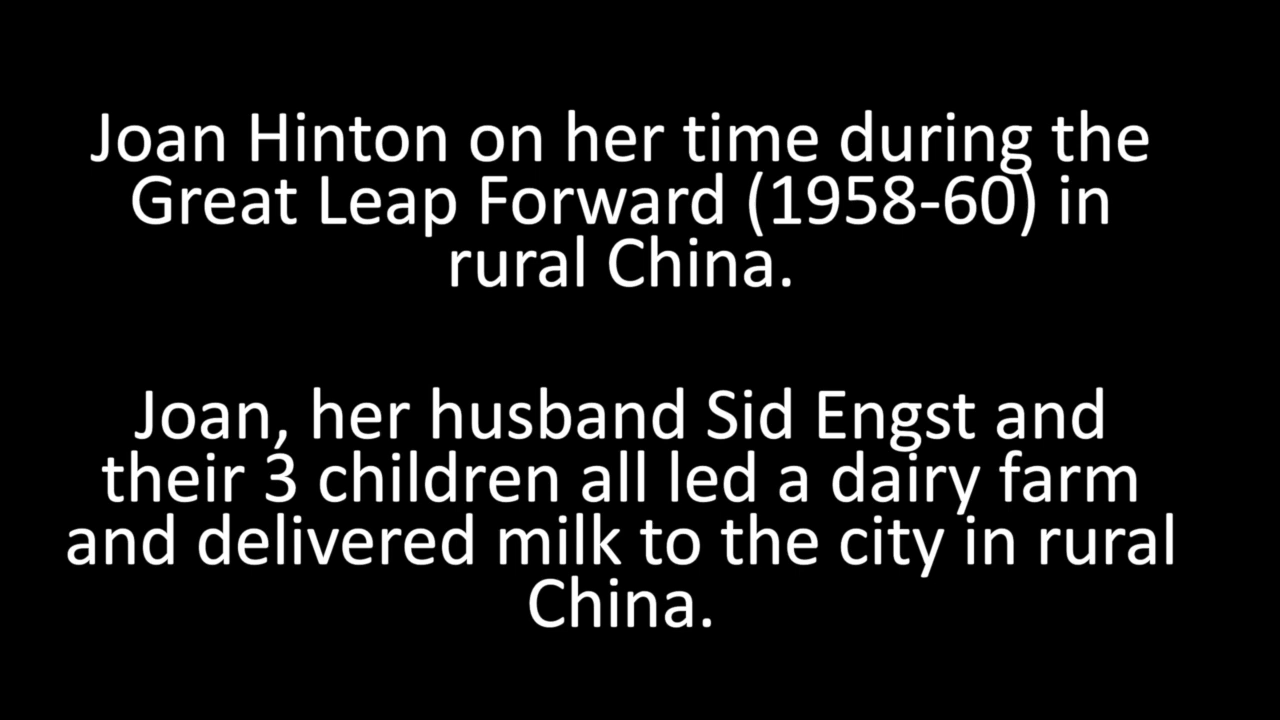 Joan Hinton on her time during the
Great Leap Forward (1958-60) in
rural China.
Joan, her husband Sid Engst and
their 3 children all led a dairy farm
and delivered milk to the city in rural
China.